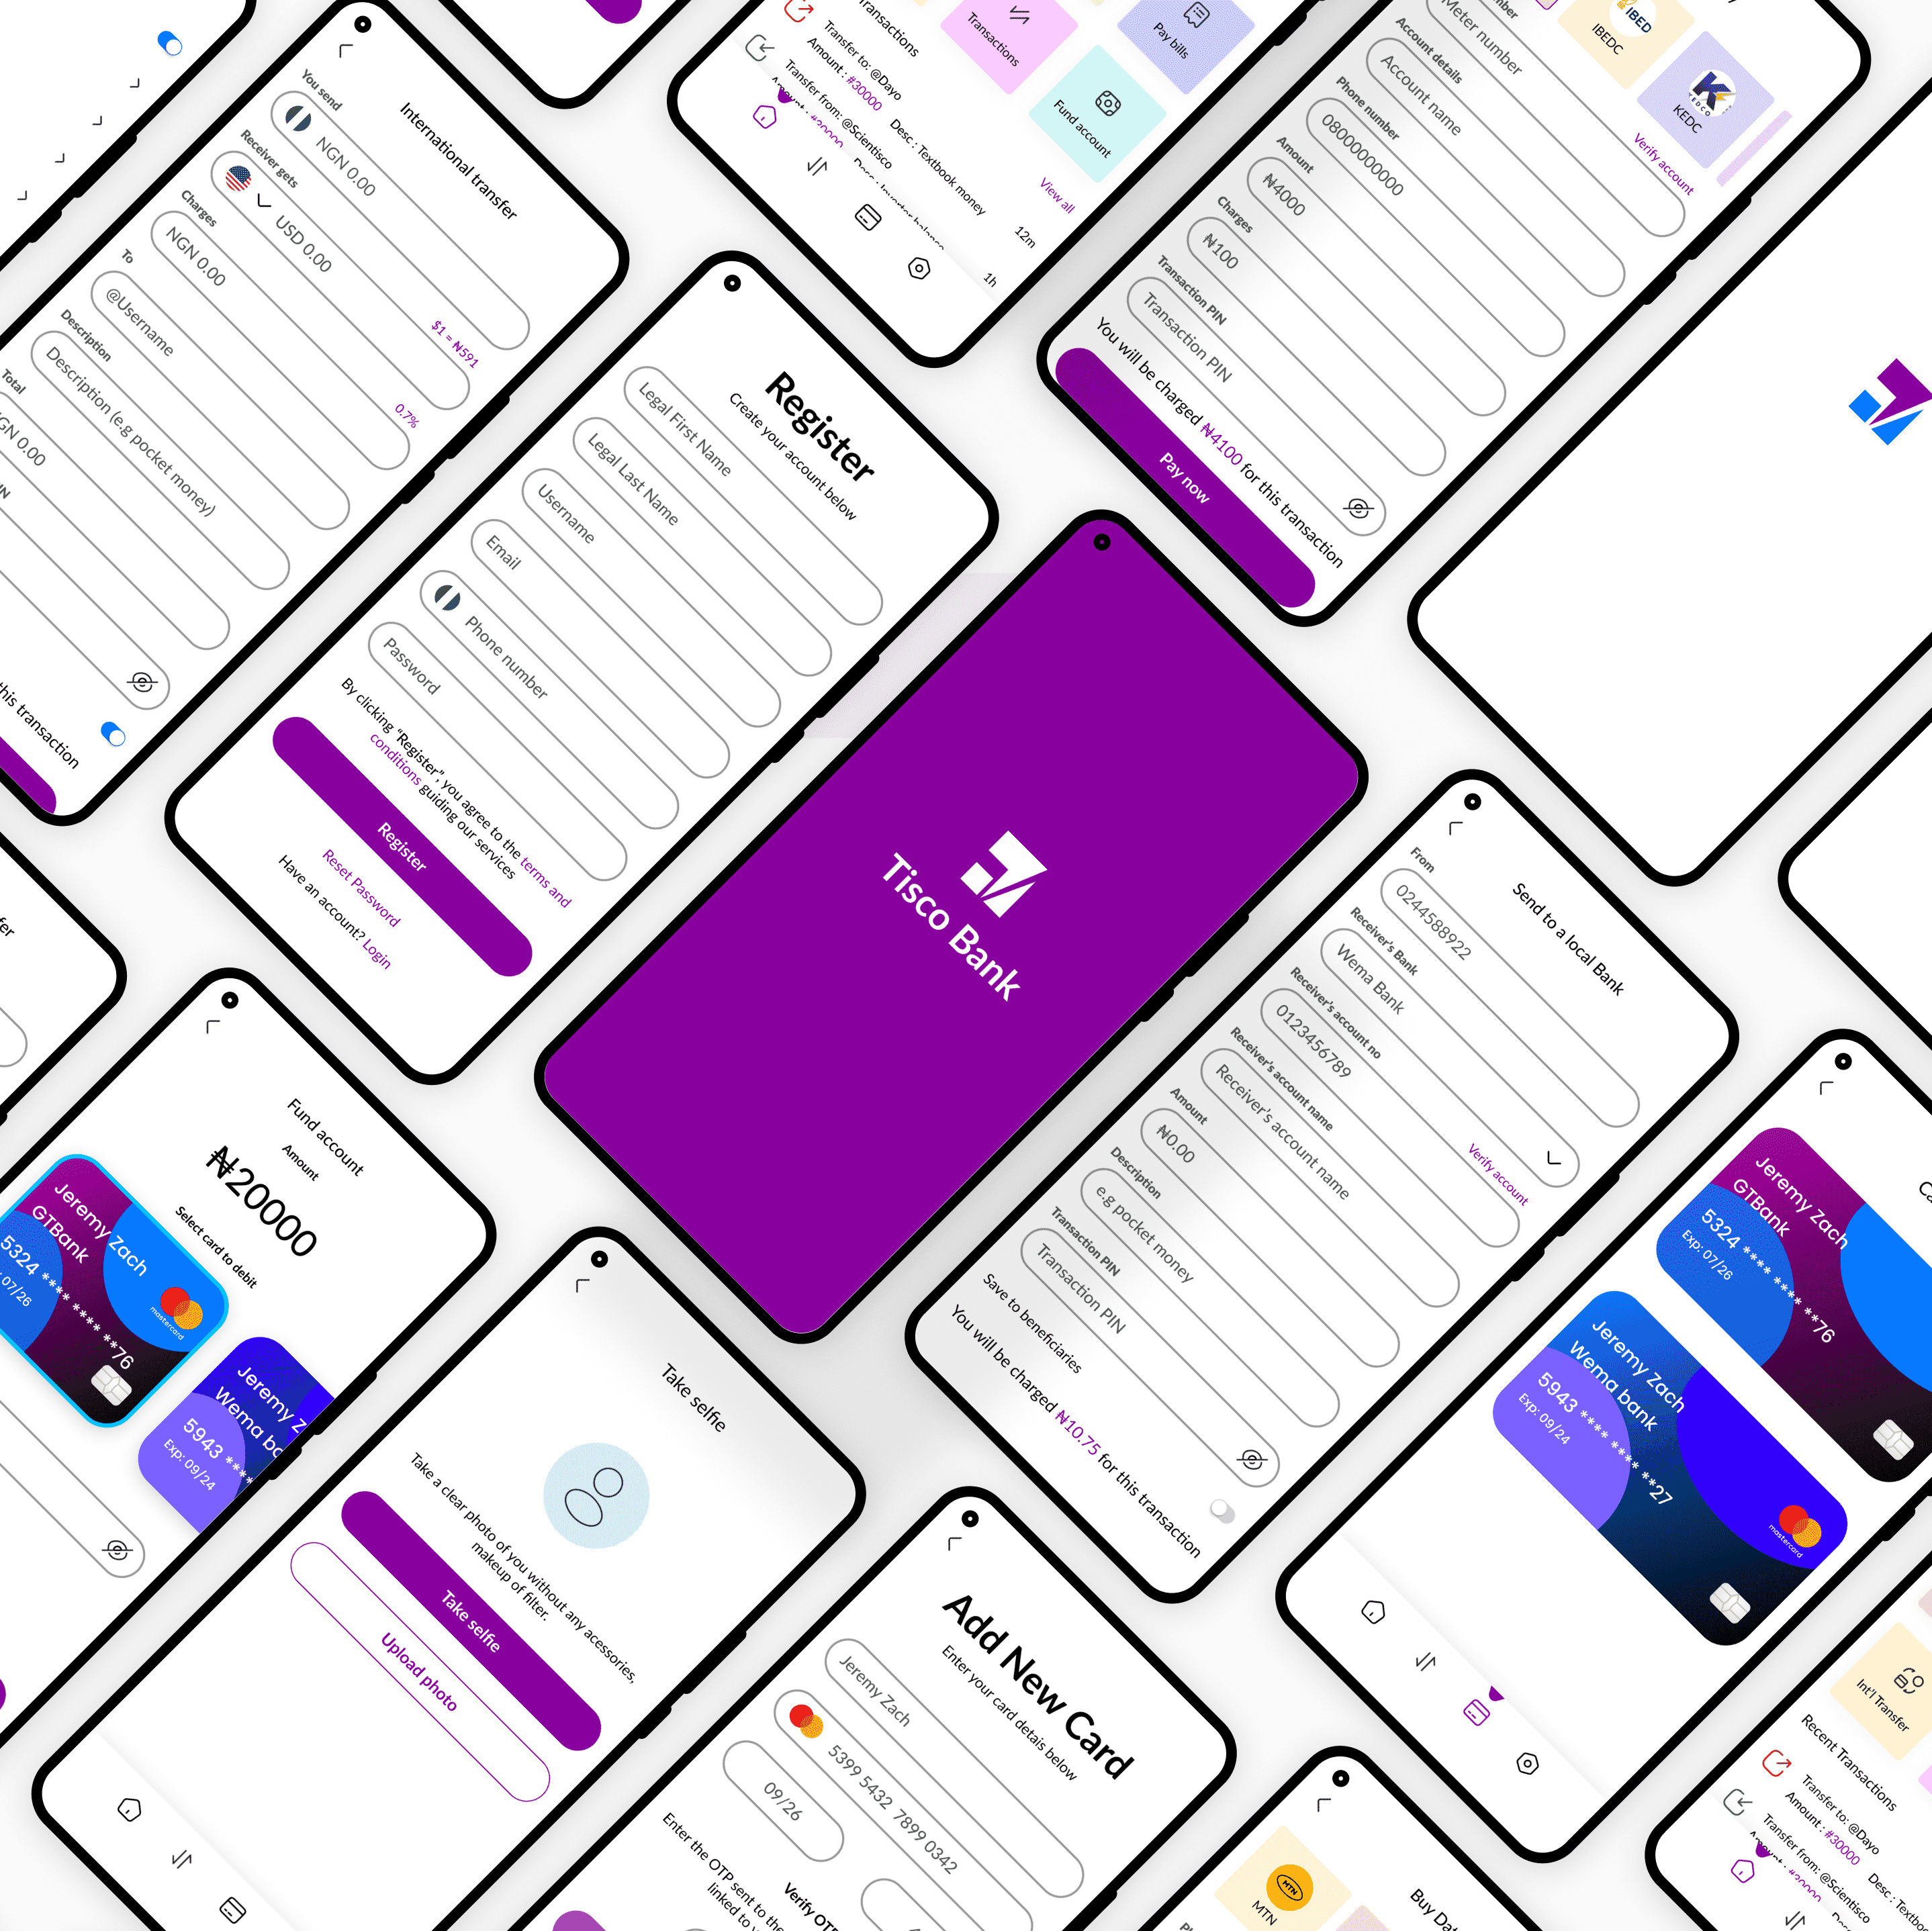 International transfer
You send
NGN 0.00
Receiver gets
USD 0.00
$1 = ₦591
Charges
NGN 0.00
0.7%
To
@Username
Description
Description (e.g pocket money)
Total
NGN 0.00
this transaction
Register
Create your account below
Legal First Name
Legal Last Name
Username
Email
Phone number
Password
By clicking "Register", you agree to the terms and
conditions guiding our services
Register
Reset Password
Have an account? Login
Transactions
Pay bills
Fund account
View all
Transfer to: @Dayo
Amount : #30000
Desc : Textbook money
12m
Transfer from: @Scientisco
1h
IBEDC
KEDC
Meter number
Verify account
Account details
Account name
Phone number
08000000000
Amount
₦4000
Charges
₦100
Transaction PIN
Transaction PIN
You will be charged ₦4100 for this transaction
Pay now
Tisco Bank
Send to a local Bank
From
0244588922
Receiver's Bank
Wema Bank
Receiver's account no
0123456789
Verify account
Receiver's account name
Receiver's account name
Amount
₦0.00
Description
e.g pocket money
Transaction PIN
Transaction PIN
Save to beneficiaries
You will be charged ₦10.75 for this transaction
Fund account
Amount
₦20000
Select card to debit
Jeremy Zach
GTBank
5324 **** **** **76
07/26
mastercard
Jeremy Z
Wema ba
5943 ****
Exp: 09/24
Take selfie
Take a clear photo of you without any acessories,
makeup of filter.
Take selfie
Upload photo
Add New Card
Enter your card detais below
Jeremy Zach
5399 5432 7899 0342
09/26
Verify OTP
Enter the OTP sent to the
linked to
Jeremy Zach
GTBank
5324 **** **** **76
Exp: 07/26
Jeremy Zach
Wema bank
5943 **** **** **27
Exp: 09/24
mastercard
Buy Dat
MTN
MTN
Int'l Transfer
Recent Transactions
Transfer to: @Dayo
Amount : #30000
Desc : Textbo
Transfer from: @Scientisco